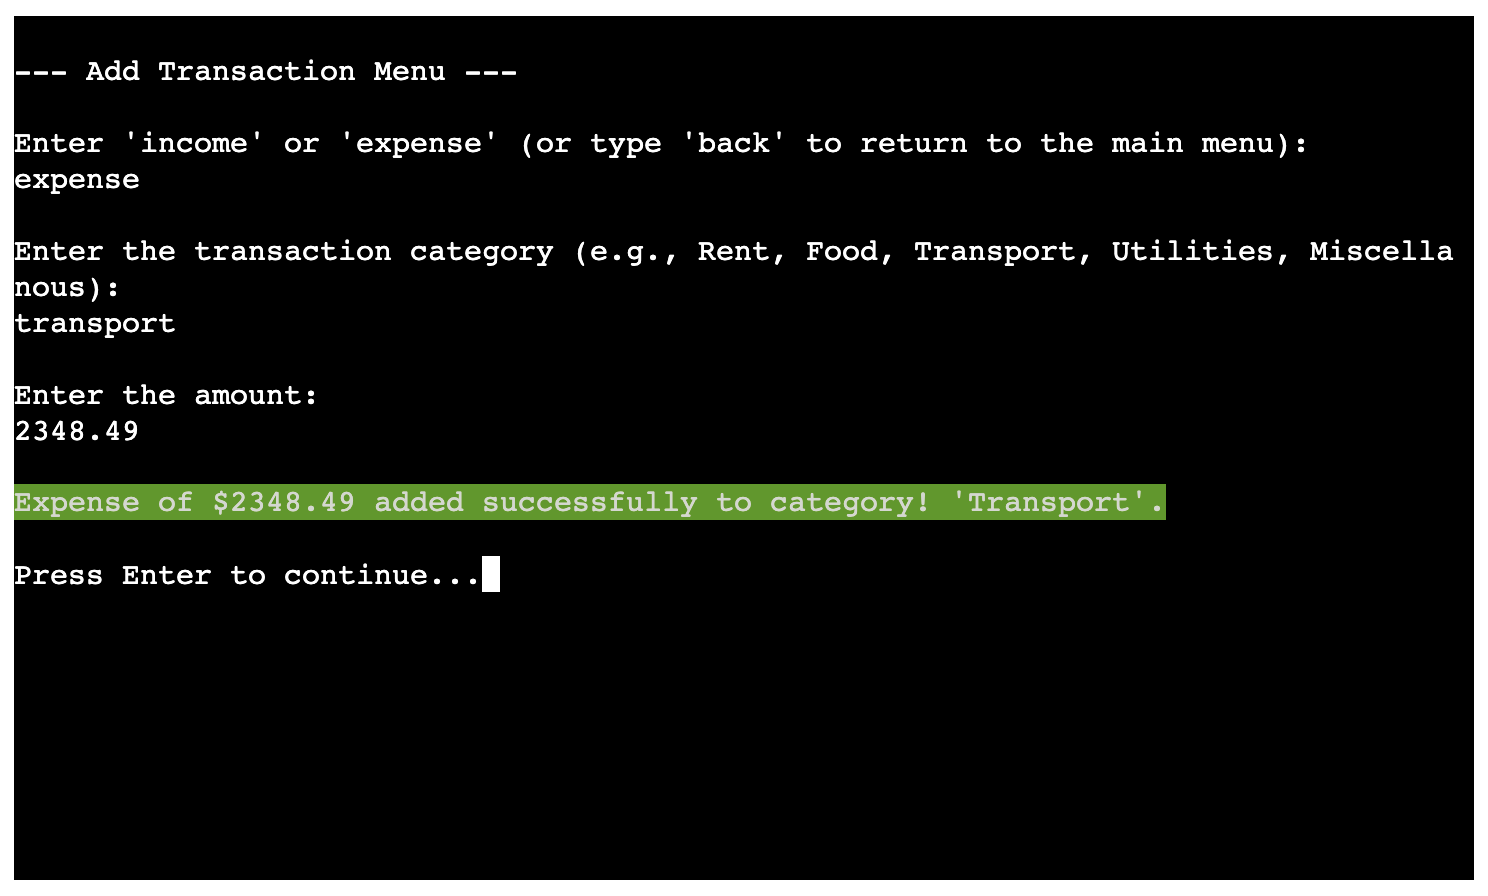 --- Add Transaction Menu ---
Enter 'income' or 'expense' (or type 'back' to return to the main menu):
expense
Enter the transaction category (e.g., Rent, Food, Transport, Utilities, Miscella
nous):
transport
Enter the amount:
2348.49
Expense of $2348.49 added successfully to category! 'Transport'.
Press Enter to continue...